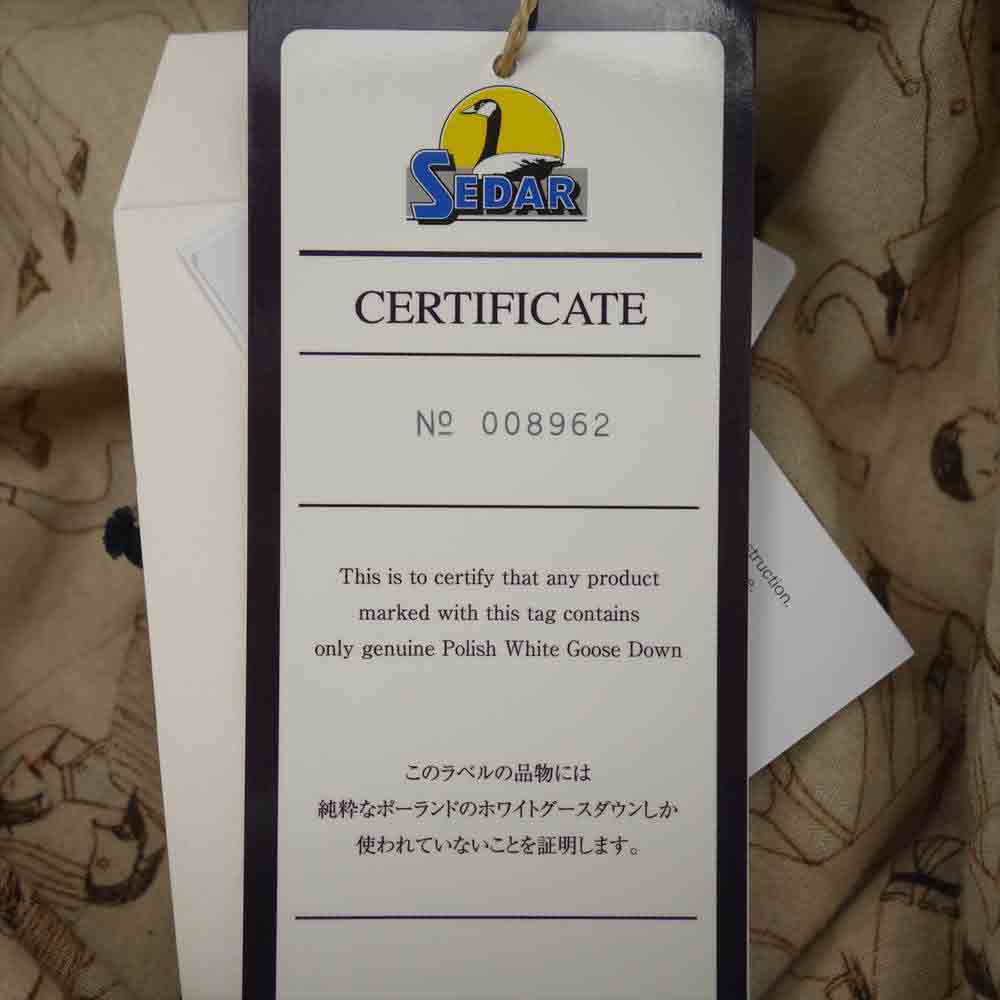 SEDAR
CERTIFICATE
№ 008962
This is to certify that any product
marked with this tag contains
only genuine Polish White Goose Down
このラベルの品物には
純粋なポーランドのホワイトグースダウンしか
使われていないことを証明します。